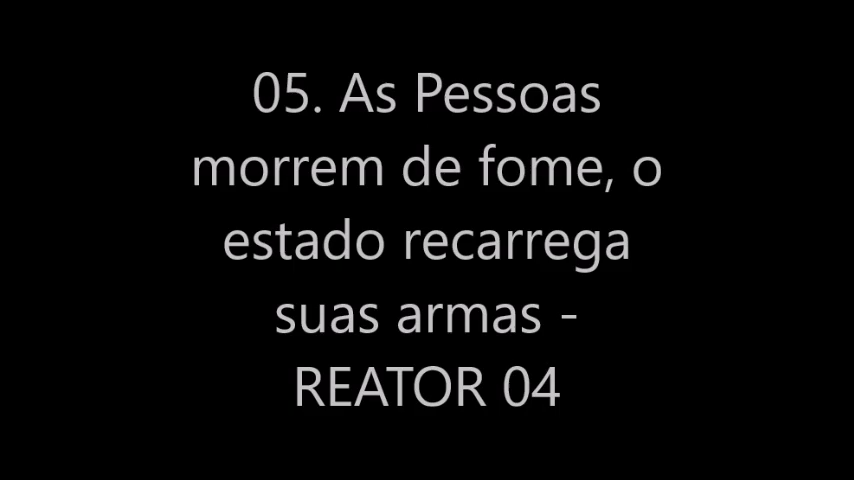 05. As Pessoas
morrem de fome, o
estado recarrega
suas armas -
REATOR 04